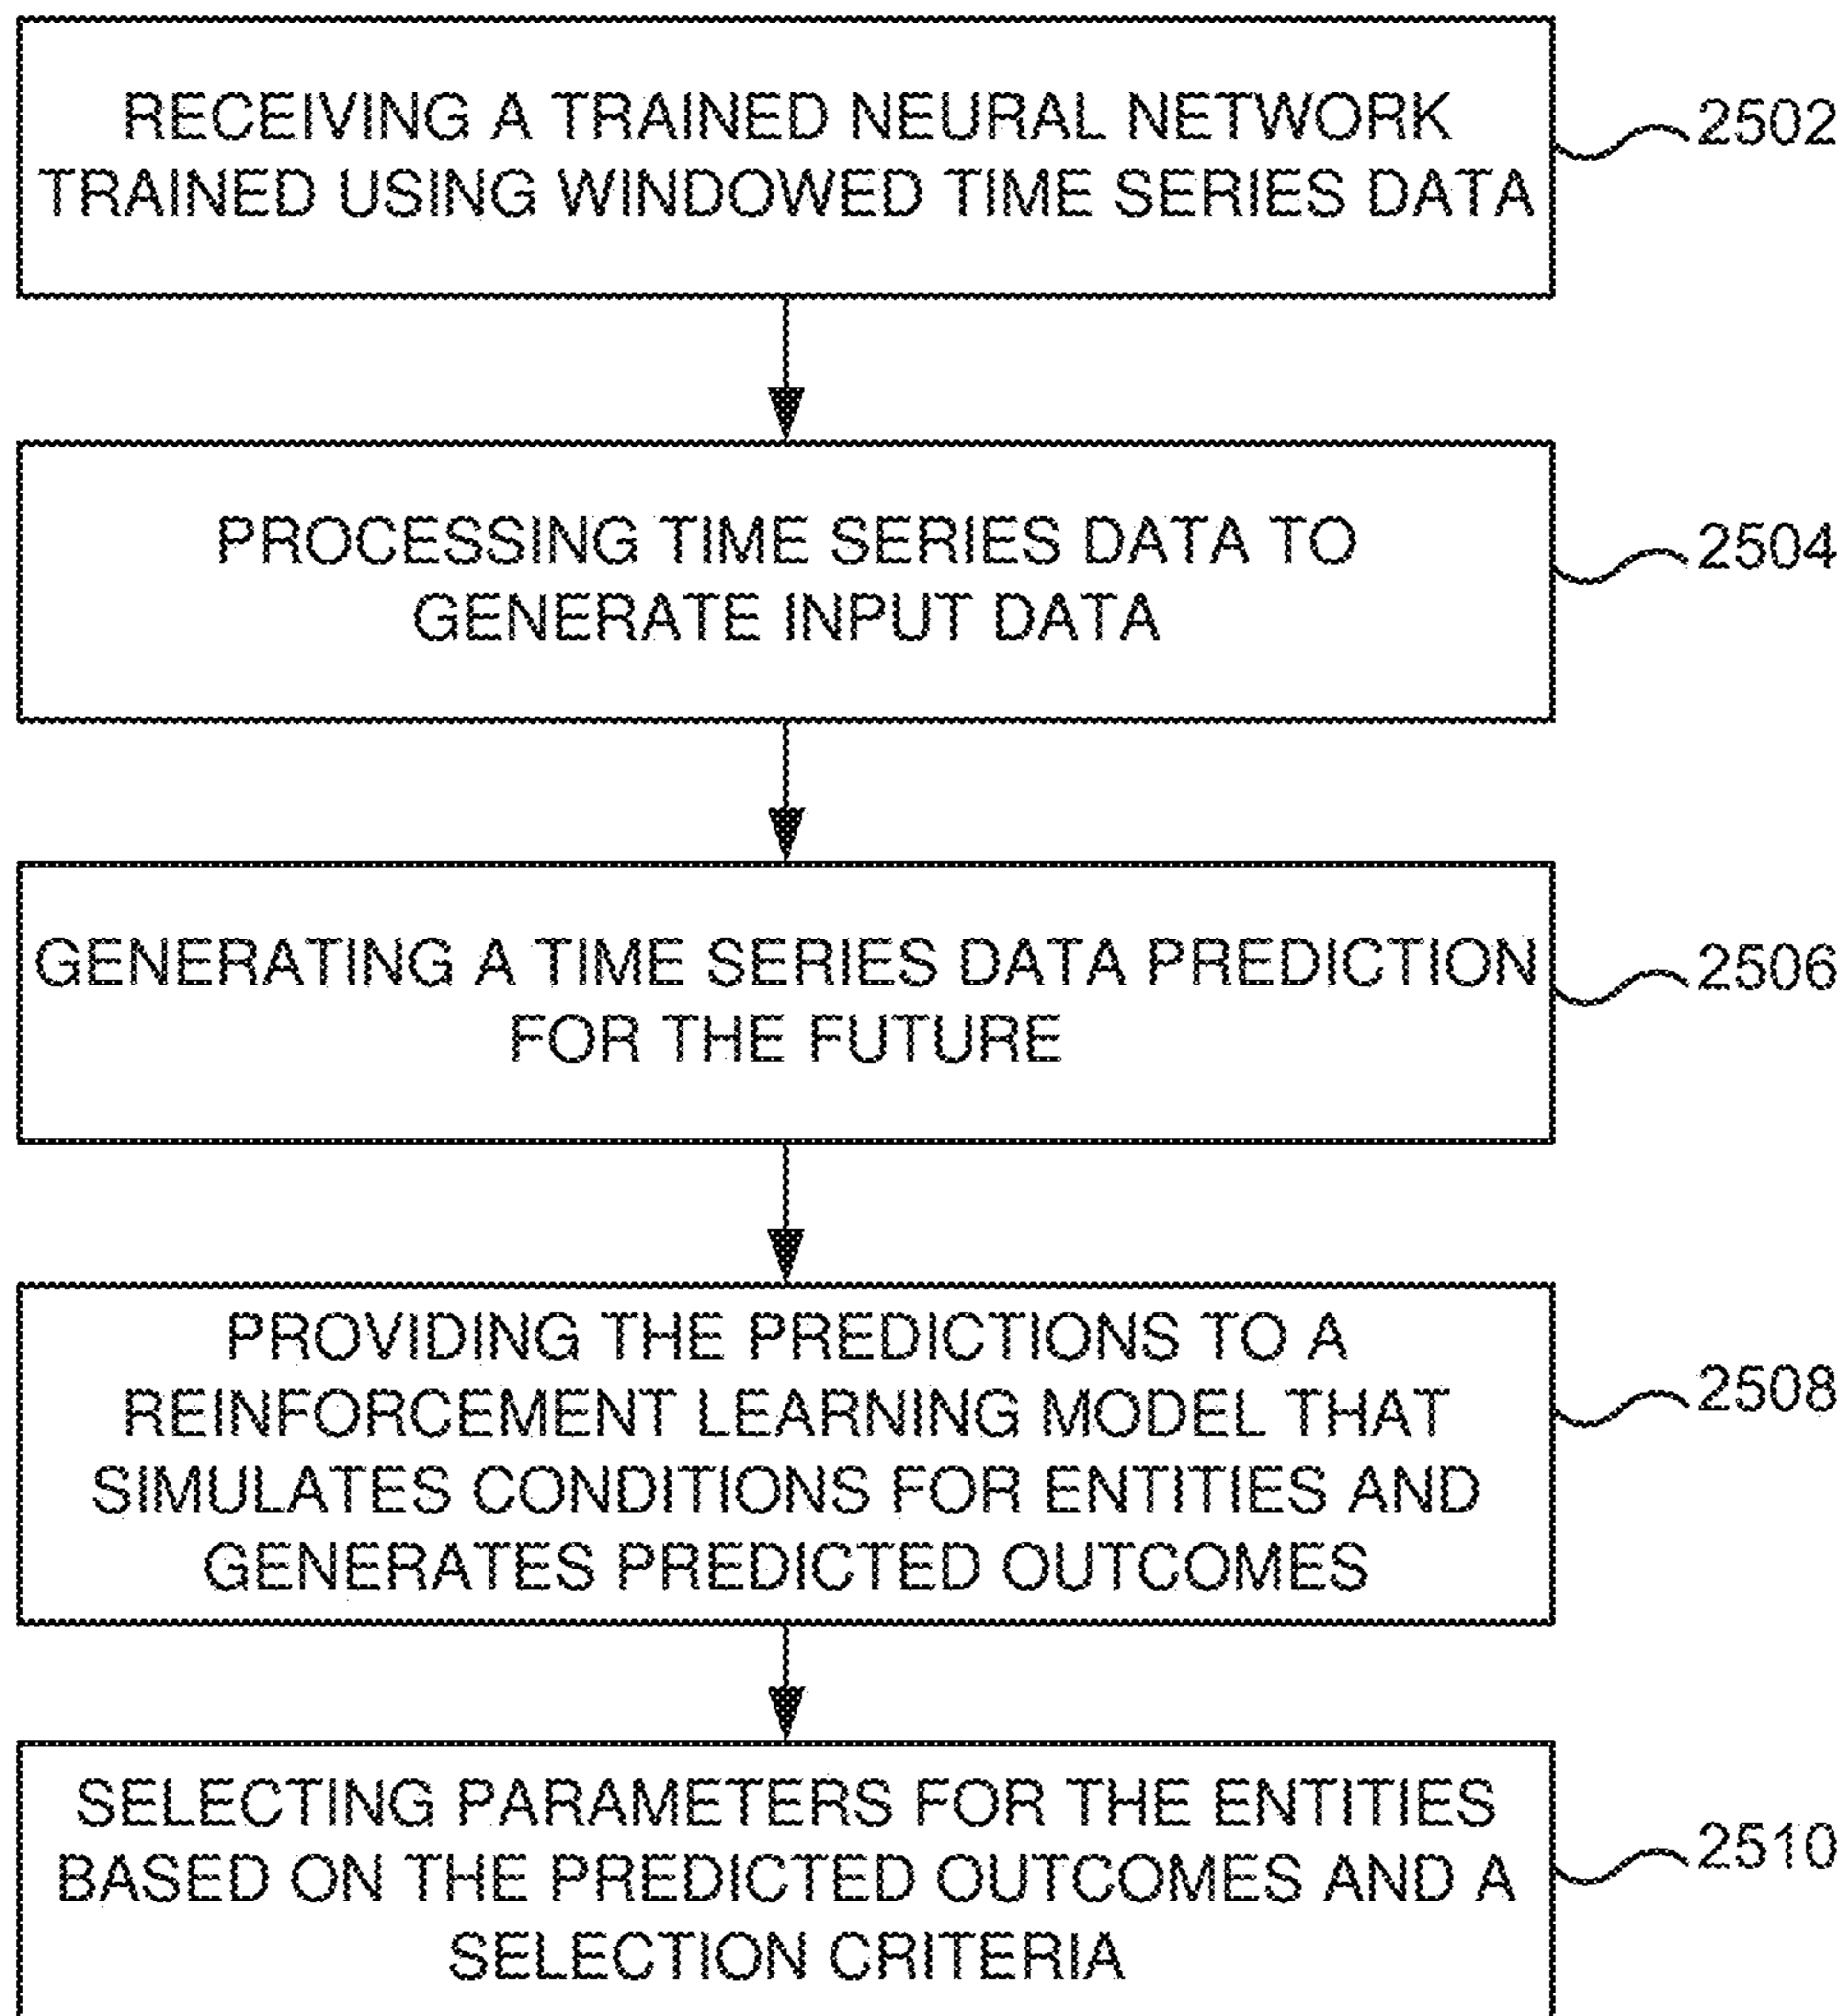 RECEIVING A TRAINED NEURAL NETWORK
TRAINED USING WINDOWED TIME SERIES DATA
2502
PROCESSING TIME SERIES DATA TO
GENERATE INPUT DATA
2504
GENERATING A TIME SERIES DATA PREDICTION
FOR THE FUTURE
2506
PROVIDING THE PREDICTIONS TO A
REINFORCEMENT LEARNING MODEL THAT
SIMULATES CONDITIONS FOR ENTITIES AND
GENERATES PREDICTED OUTCOMES
2508
SELECTING PARAMETERS FOR THE ENTITIES
BASED ON THE PREDICTED OUTCOMES AND A
SELECTION CRITERIA
2510